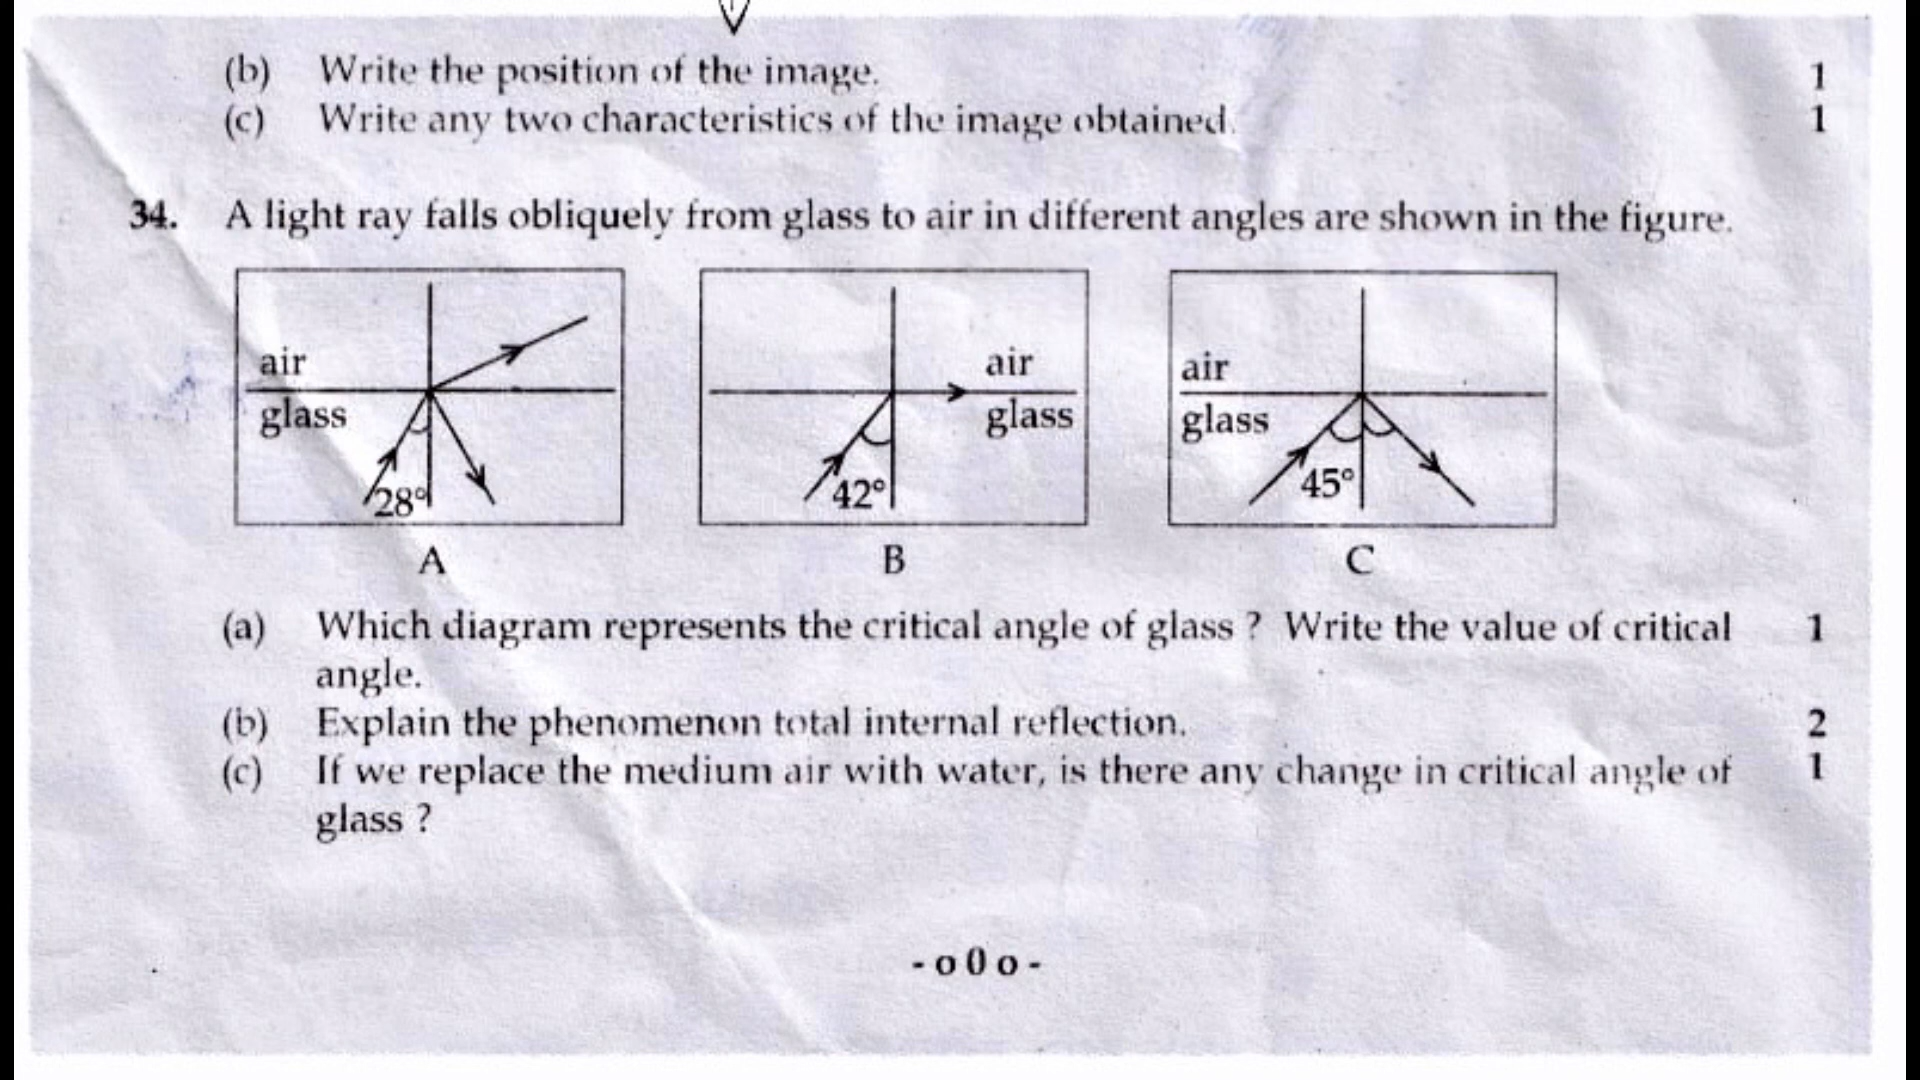 (b) Write the position of the image. 1
(c) Write any two characteristics of the image obtained. 1
34. A light ray falls obliquely from glass to air in different angles are shown in the figure.
air
glass
28°
A
air
glass
42°
B
air
glass
45°
C
(a) Which diagram represents the critical angle of glass ? Write the value of critical 1
angle.
(b) Explain the phenomenon total internal reflection. 2
(c) If we replace the medium air with water, is there any change in critical angle of 1
glass ?
- o 0 o -